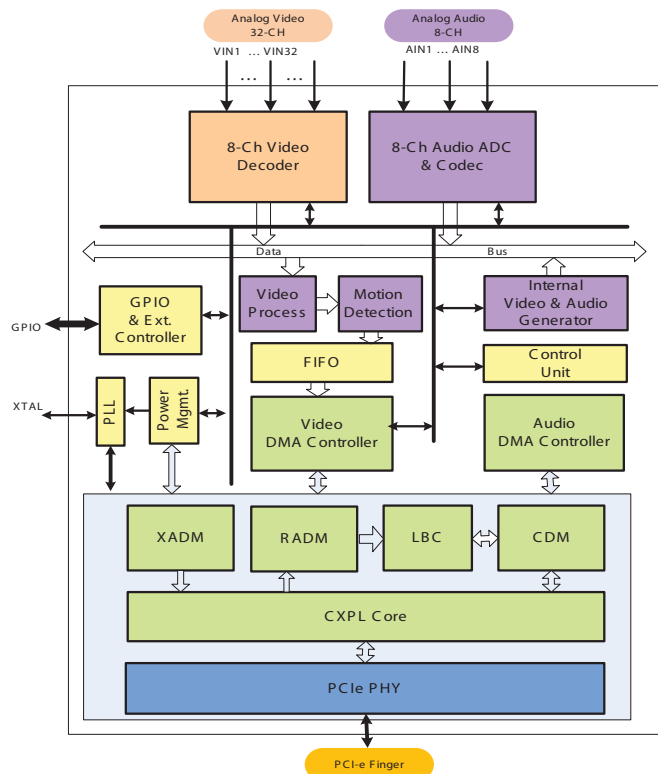 Analog Video
32-CH
Analog Audio
8-CH
VIN1 ... VIN32
AIN1 ... AIN8
... ...
8-Ch Video
Decoder
8-Ch Audio ADC
& Codec
Data
Bus
GPIO
GPIO
& Ext.
Controller
Video
Process
Motion
Detection
Internal
Video & Audio
Generator
FIFO
Control
Unit
XTAL
PLL
Power
Mgmt.
Video
DMA Controller
Audio
DMA Controller
XADM
RADM
LBC
CDM
CXPL Core
PCIe PHY
PCI-e Finger